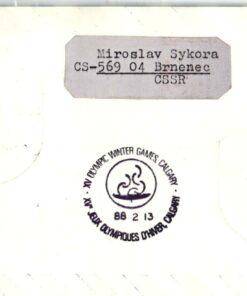 Miroslav Sykora
CS-569 04 Brnenec
CSSR
· XV OLYMPIC WINTER GAMES, CALGARY ·
88 2 13
XVes JEUX OLYMPIQUES D'HIVER, CALGARY